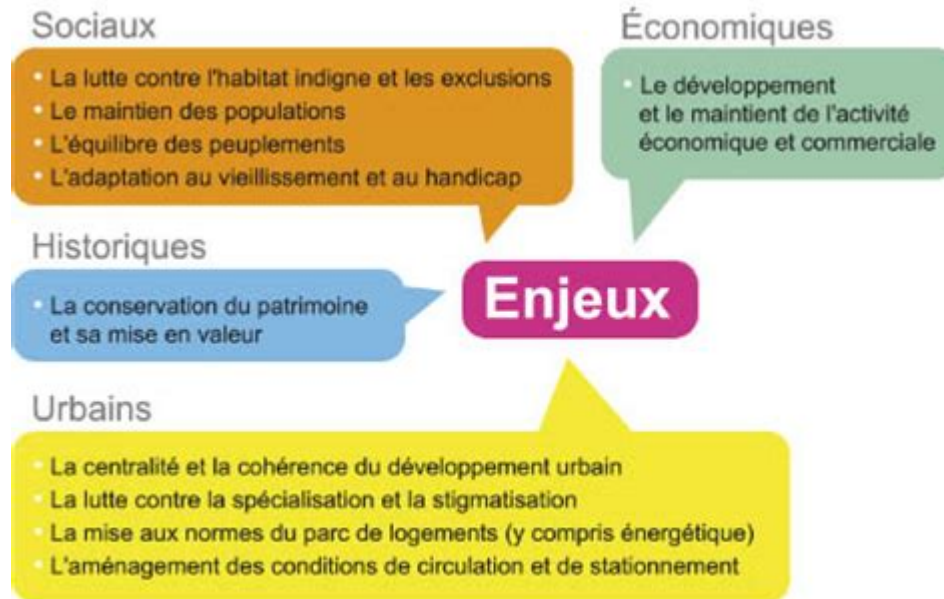 Sociaux
• La lutte contre l'habitat indigne et les exclusions
• Le maintien des populations
• L'équilibre des peuplements
• L'adaptation au vieillissement et au handicap
Économiques
• Le développement
et le maintient de l'activité
économique et commerciale
Historiques
• La conservation du patrimoine
et sa mise en valeur
Enjeux
Urbains
• La centralité et la cohérence du développement urbain
• La lutte contre la spécialisation et la stigmatisation
• La mise aux normes du parc de logements (y compris énergétique)
• L'aménagement des conditions de circulation et de stationnement